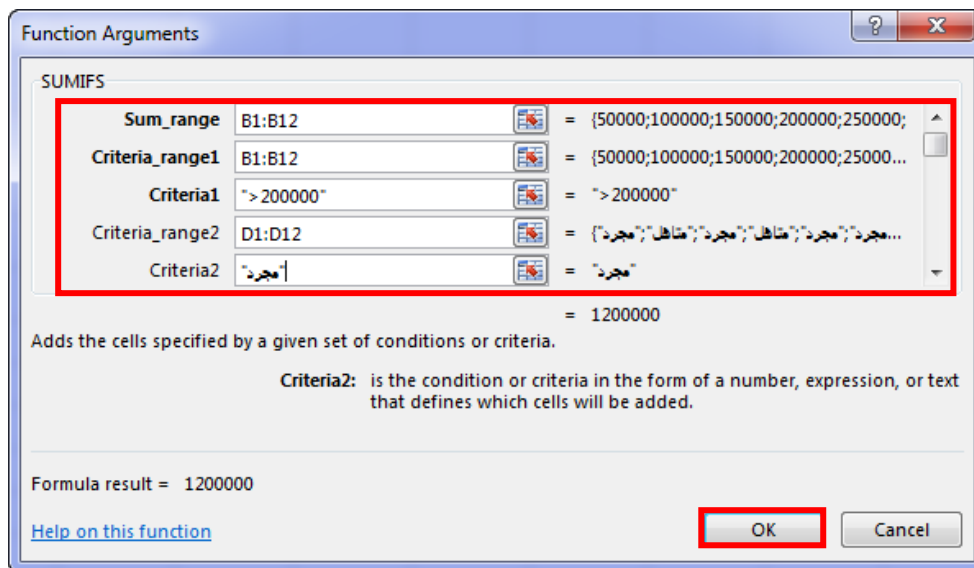 Function Arguments
SUMIFS
Sum_range B1:B12 = {50000;100000;150000;200000;250000;
Criteria_range1 B1:B12 = {50000;100000;150000;200000;25000...
Criteria1 ">200000" = ">200000"
Criteria_range2 D1:D12 = {"مجرد";"متاهل";"مجرد";"متاهل";"مجرد";"مجرد";"مجرد...
Criteria2 "مجرد" = "مجرد"
= 1200000
Adds the cells specified by a given set of conditions or criteria.
Criteria2: is the condition or criteria in the form of a number, expression, or text
that defines which cells will be added.
Formula result = 1200000
Help on this function OK Cancel